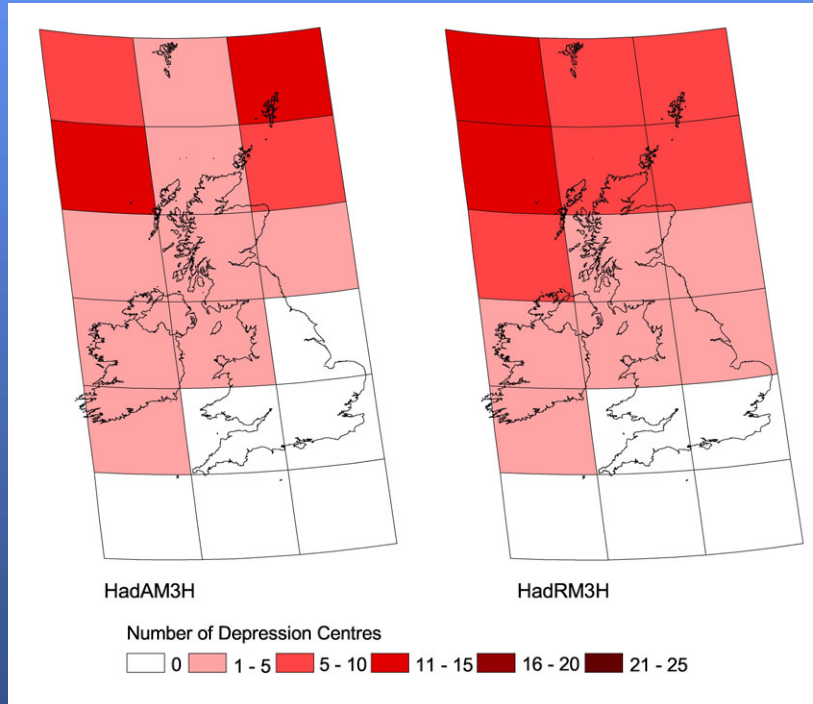 HadAM3H HadRM3H
Number of Depression Centres
0 1 - 5 5 - 10 11 - 15 16 - 20 21 - 25